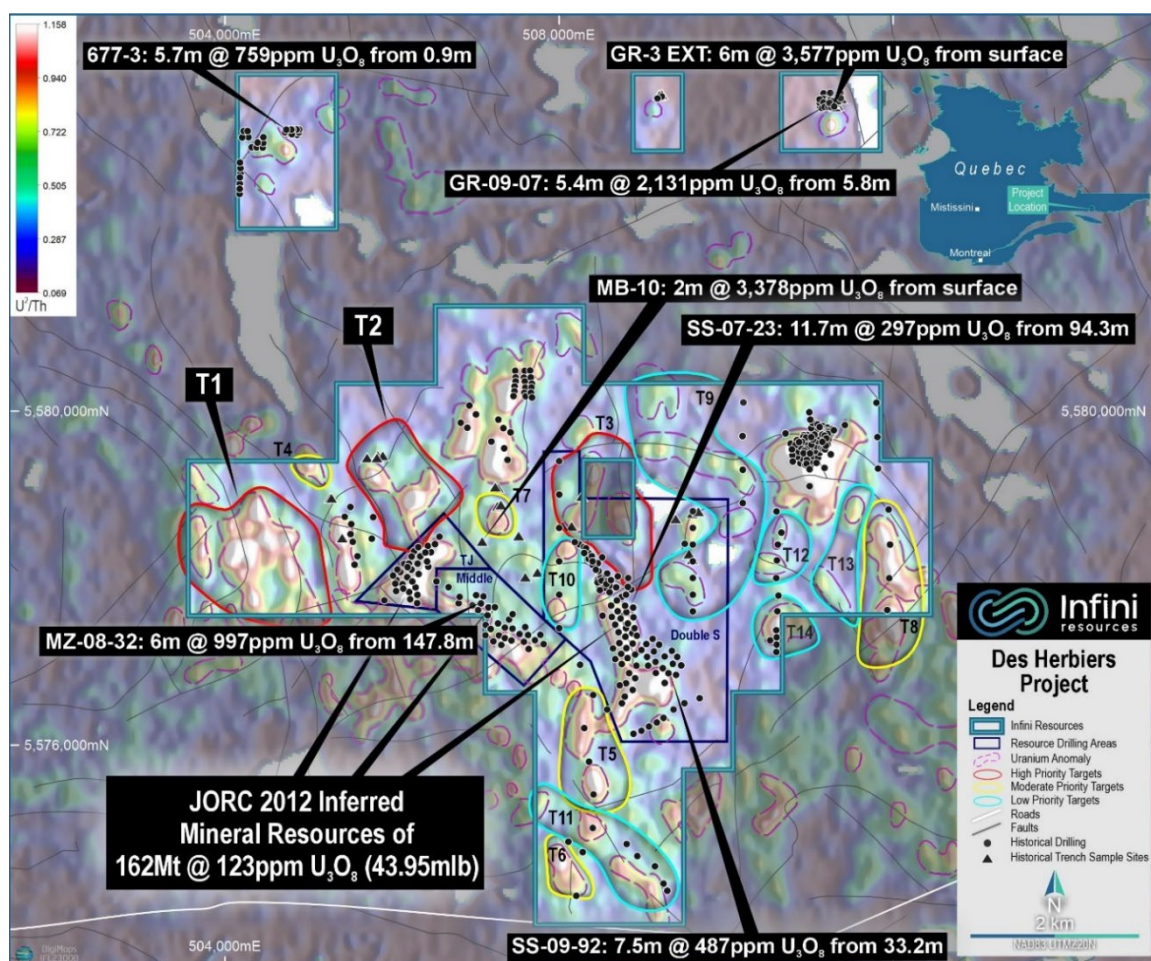 1.158
0.940
0.722
0.505
0.287
0.069
U²/Th
504,000mE
508,000mE
677-3: 5.7m @ 759ppm U₃O₈ from 0.9m
GR-3 EXT: 6m @ 3,577ppm U₃O₈ from surface
GR-09-07: 5.4m @ 2,131ppm U₃O₈ from 5.8m
Quebec
Mistissini
Project
Location
Montreal
MB-10: 2m @ 3,378ppm U₃O₈ from surface
SS-07-23: 11.7m @ 297ppm U₃O₈ from 94.3m
T2
T1
5,580,000mN
5,580,000mN
T4
T3
T9
T7
T12
T13
TJ
Middle
T10
Double S
T14
T8
MZ-08-32: 6m @ 997ppm U₃O₈ from 147.8m
5,576,000mN
5,576,000mN
T5
T11
T6
JORC 2012 Inferred
Mineral Resources of
162Mt @ 123ppm U₃O₈ (43.95mlb)
SS-09-92: 7.5m @ 487ppm U₃O₈ from 33.2m
504,000mE
Infini
resources
Des Herbiers
Project
Legend
Infini Resources
Resource Drilling Areas
Uranium Anomaly
High Priority Targets
Moderate Priority Targets
Low Priority Targets
Roads
Faults
Historical Drilling
Historical Trench Sample Sites
N
2 km
DigiMaps